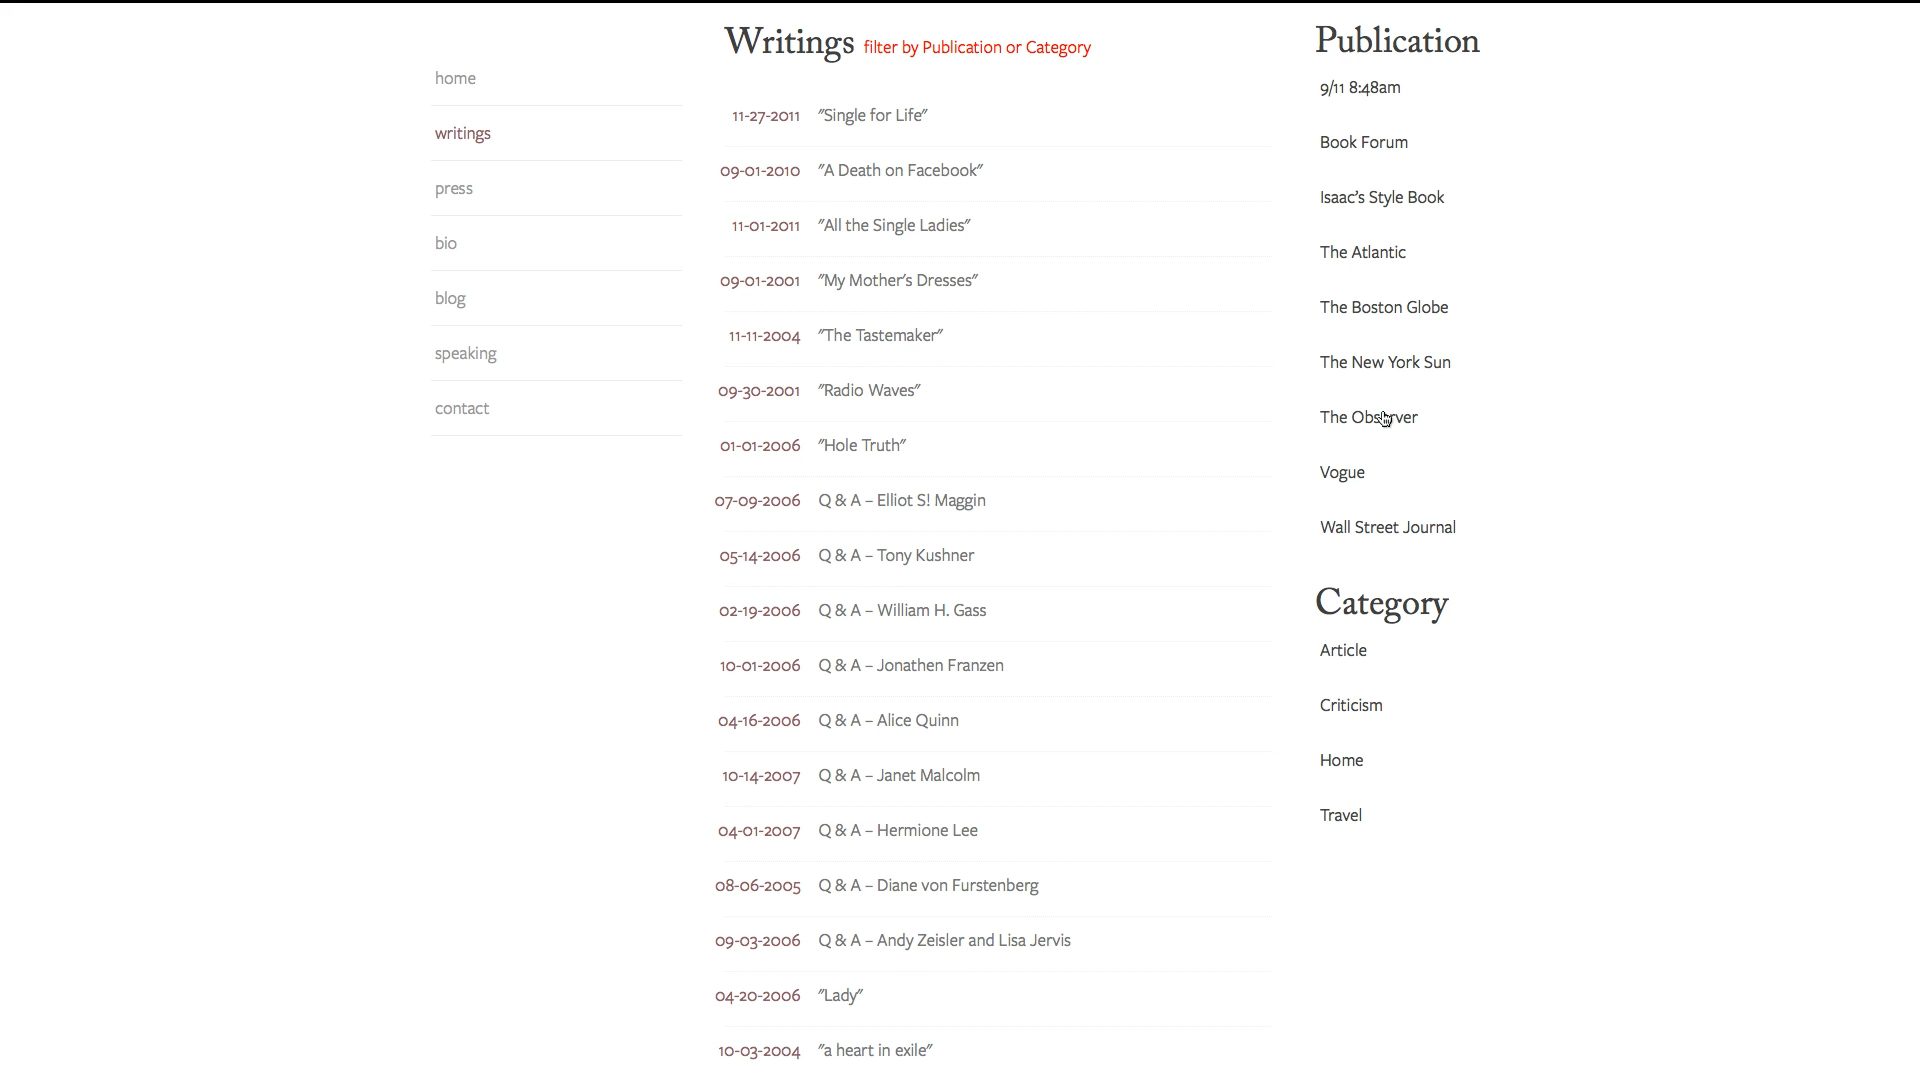 home
writings
press
bio
blog
speaking
contact
Writings filter by Publication or Category
11-27-2011 "Single for Life"
09-01-2010 "A Death on Facebook"
11-01-2011 "All the Single Ladies"
09-01-2001 "My Mother's Dresses"
11-11-2004 "The Tastemaker"
09-30-2001 "Radio Waves"
01-01-2006 "Hole Truth"
07-09-2006 Q & A – Elliot S! Maggin
05-14-2006 Q & A – Tony Kushner
02-19-2006 Q & A – William H. Gass
10-01-2006 Q & A – Jonathen Franzen
04-16-2006 Q & A – Alice Quinn
10-14-2007 Q & A – Janet Malcolm
04-01-2007 Q & A – Hermione Lee
08-06-2005 Q & A – Diane von Furstenberg
09-03-2006 Q & A – Andy Zeisler and Lisa Jervis
04-20-2006 "Lady"
10-03-2004 "a heart in exile"
Publication
9/11 8:48am
Book Forum
Isaac's Style Book
The Atlantic
The Boston Globe
The New York Sun
The Observer
Vogue
Wall Street Journal
Category
Article
Criticism
Home
Travel